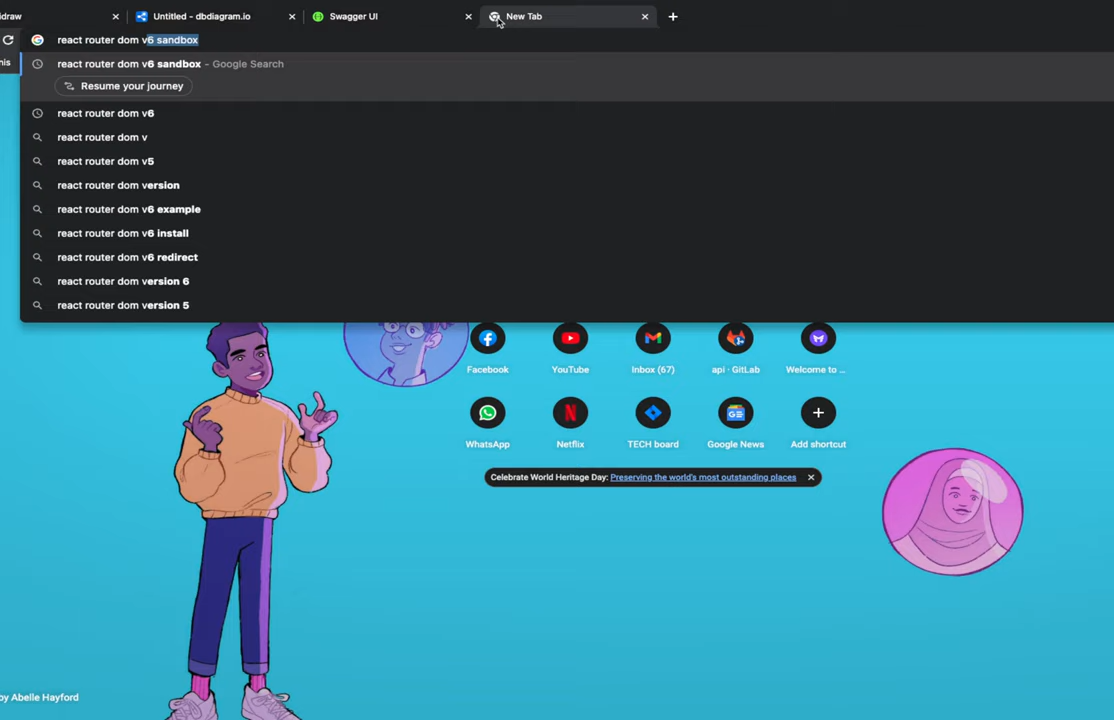 idraw
Untitled - dbdiagram.io
Swagger UI
New Tab
react router dom v6 sandbox
his
react router dom v6 sandbox - Google Search
Resume your journey
react router dom v6
react router dom v
react router dom v5
react router dom version
react router dom v6 example
react router dom v6 install
react router dom v6 redirect
react router dom version 6
react router dom version 5
Facebook
YouTube
Inbox (67)
api · GitLab
Welcome to ...
WhatsApp
Netflix
TECH board
Google News
Add shortcut
Celebrate World Heritage Day: Preserving the world's most outstanding places
by Abelle Hayford